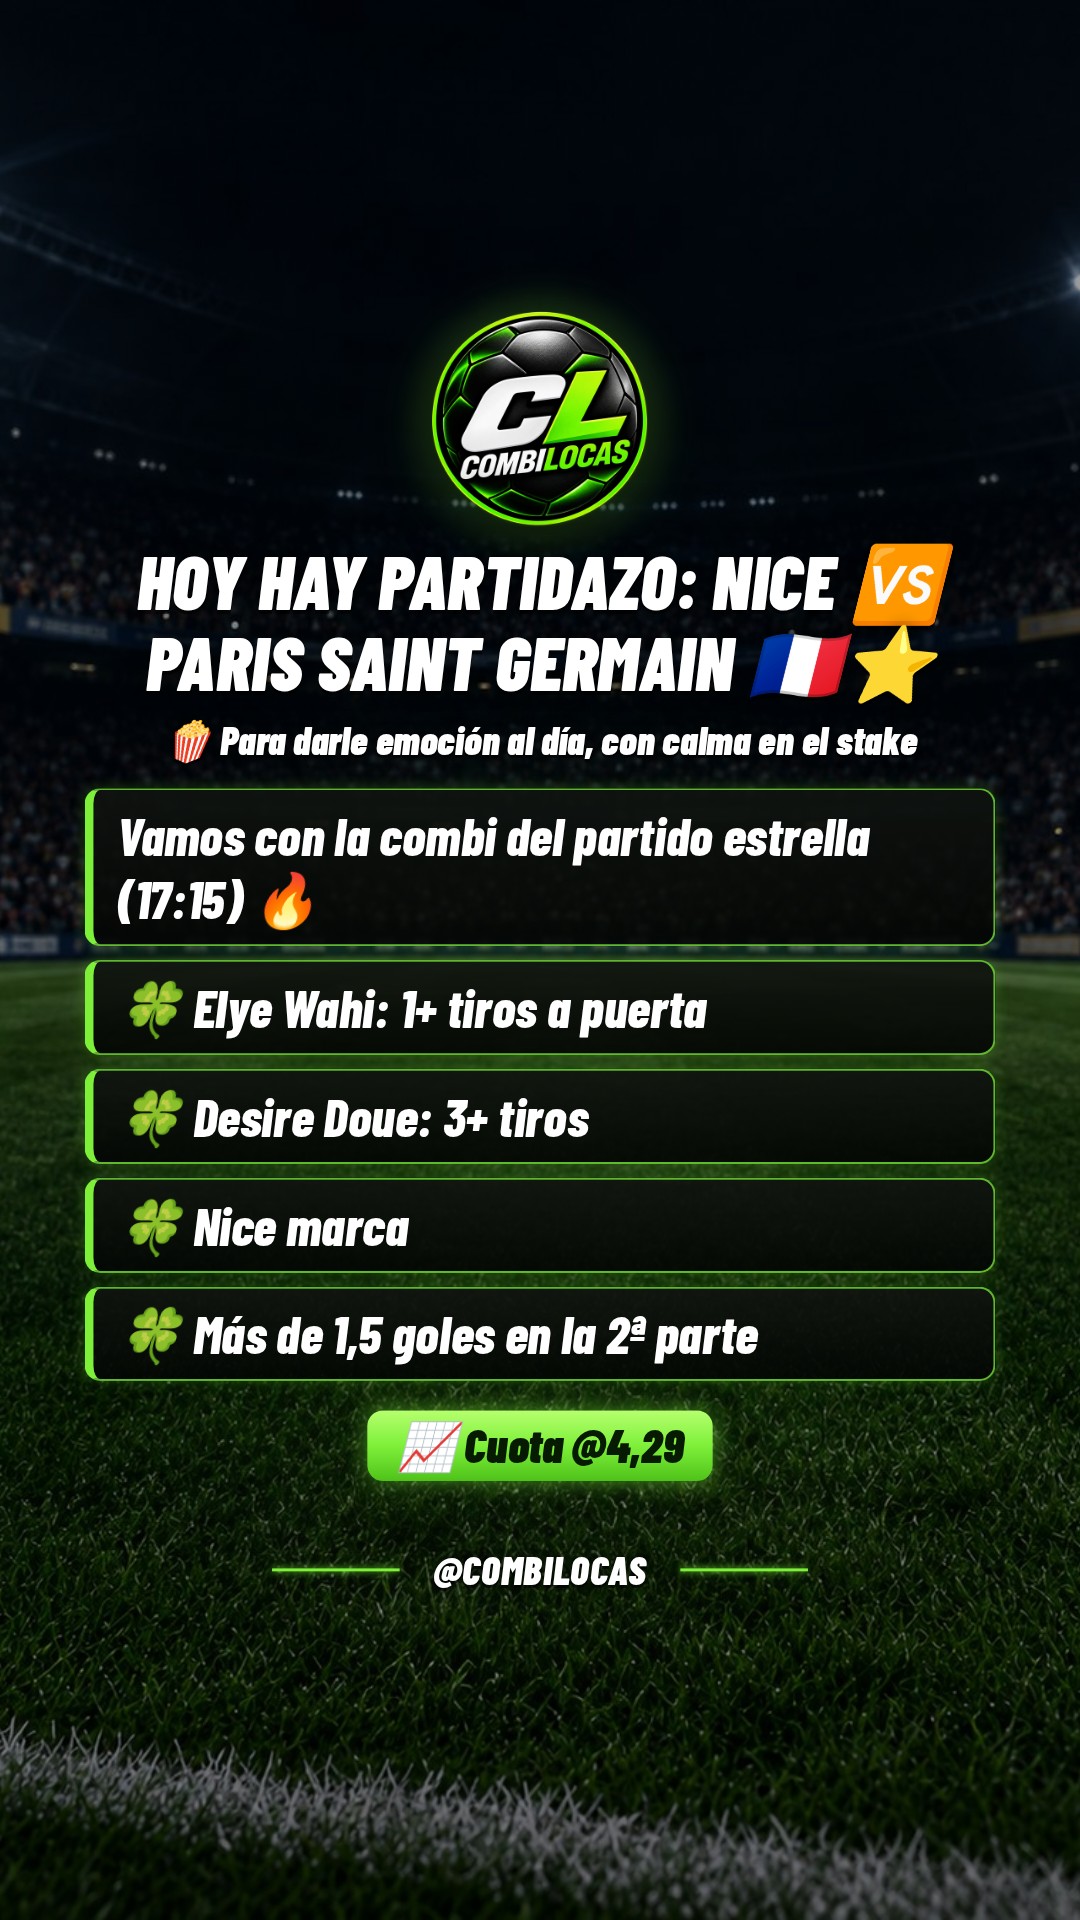 CL
COMBILOCAS
HOY HAY PARTIDAZO: NICE 🆚
PARIS SAINT GERMAIN 🇫🇷⭐
🍿 Para darle emoción al día, con calma en el stake
Vamos con la combi del partido estrella
(17:15) 🔥
🍀 Elye Wahi: 1+ tiros a puerta
🍀 Desire Doue: 3+ tiros
🍀 Nice marca
🍀 Más de 1,5 goles en la 2ª parte
📈 Cuota @4,29
@COMBILOCAS